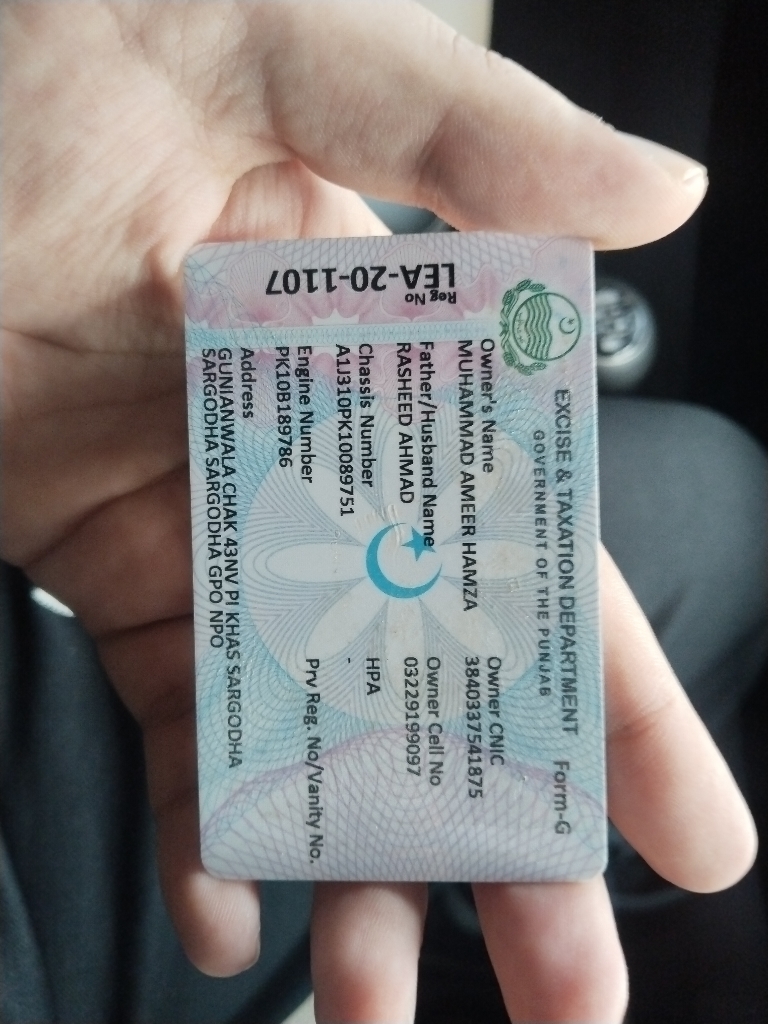 EXCISE & TAXATION DEPARTMENT Form-G
GOVERNMENT OF THE PUNJAB
Reg No
LEA-20-1107
Owner's Name Owner CNIC
MUHAMMAD AMEER HAMZA 3840337541875
Father/Husband Name Owner Cell No
RASHEED AHMAD 03229199097
Chassis Number HPA
A1J310PK10089751 -
Engine Number Prv Reg. No/Vanity No.
PK10B189786
Address
GUNIANWALA CHAK 43NV PI KHAS SARGODHA
SARGODHA SARGODHA GPO NPO